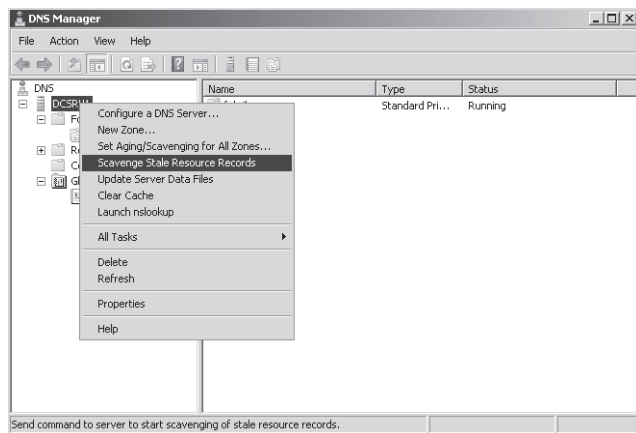 DNS Manager
File Action View Help
DNS
Name Type Status
Standard Pri... Running
Configure a DNS Server...
New Zone...
Set Aging/Scavenging for All Zones...
Scavenge Stale Resource Records
Update Server Data Files
Clear Cache
Launch nslookup
All Tasks
Delete
Refresh
Properties
Help
Send command to server to start scavenging of stale resource records.